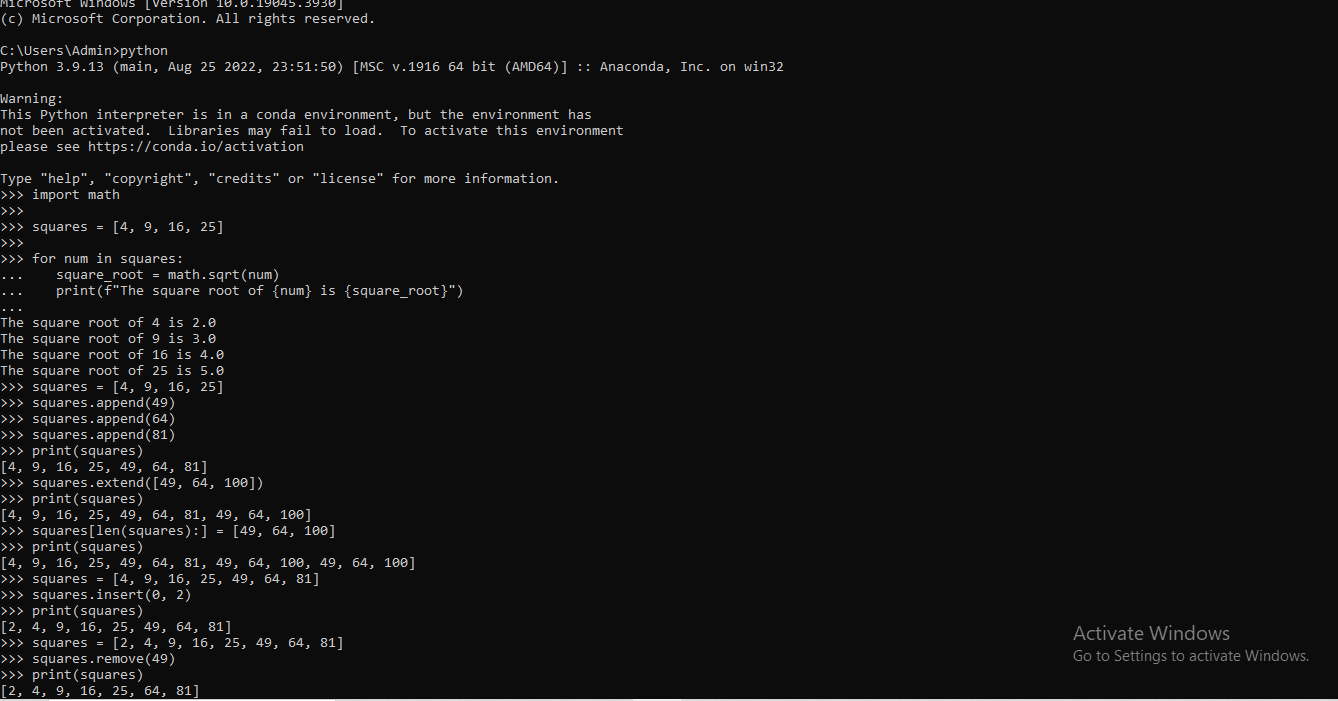 Microsoft Windows [Version 10.0.19045.3930]
(c) Microsoft Corporation. All rights reserved.
C:\Users\Admin>python
Python 3.9.13 (main, Aug 25 2022, 23:51:50) [MSC v.1916 64 bit (AMD64)] :: Anaconda, Inc. on win32
Warning:
This Python interpreter is in a conda environment, but the environment has
not been activated.  Libraries may fail to load.  To activate this environment
please see https://conda.io/activation
Type "help", "copyright", "credits" or "license" for more information.
>>> import math
>>>
>>> squares = [4, 9, 16, 25]
>>>
>>> for num in squares:
...    square_root = math.sqrt(num)
...    print(f"The square root of {num} is {square_root}")
...
The square root of 4 is 2.0
The square root of 9 is 3.0
The square root of 16 is 4.0
The square root of 25 is 5.0
>>> squares = [4, 9, 16, 25]
>>> squares.append(49)
>>> squares.append(64)
>>> squares.append(81)
>>> print(squares)
[4, 9, 16, 25, 49, 64, 81]
>>> squares.extend([49, 64, 100])
>>> print(squares)
[4, 9, 16, 25, 49, 64, 81, 49, 64, 100]
>>> squares[len(squares):] = [49, 64, 100]
>>> print(squares)
[4, 9, 16, 25, 49, 64, 81, 49, 64, 100, 49, 64, 100]
>>> squares = [4, 9, 16, 25, 49, 64, 81]
>>> squares.insert(0, 2)
>>> print(squares)
[2, 4, 9, 16, 25, 49, 64, 81]
>>> squares = [2, 4, 9, 16, 25, 49, 64, 81]
>>> squares.remove(49)
>>> print(squares)
[2, 4, 9, 16, 25, 64, 81]
Activate Windows
Go to Settings to activate Windows.